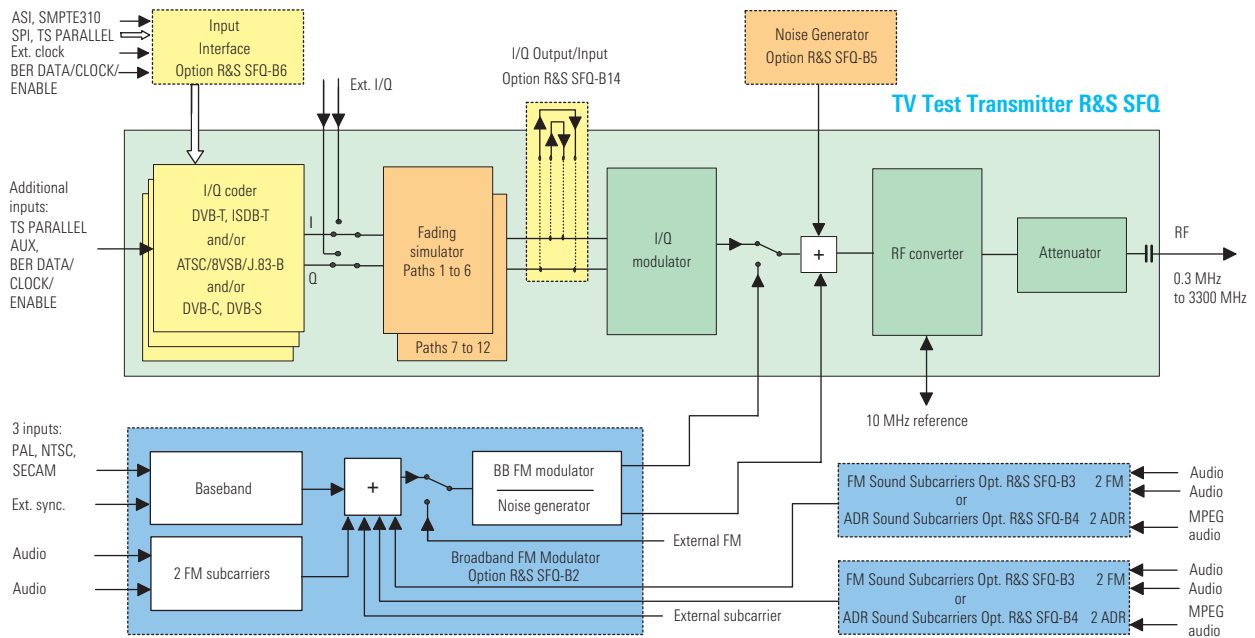 ASI, SMPTE310
SPI, TS PARALLEL
Ext. clock
BER DATA/CLOCK/
ENABLE
Input
Interface
Option R&S SFQ-B6
Ext. I/Q
I/Q Output/Input
Option R&S SFQ-B14
Noise Generator
Option R&S SFQ-B5
TV Test Transmitter R&S SFQ
Additional
inputs:
TS PARALLEL
AUX,
BER DATA/
CLOCK/
ENABLE
I/Q coder
DVB-T, ISDB-T
and/or
ATSC/8VSB/J.83-B
and/or
DVB-C, DVB-S
I
Q
Fading
simulator
Paths 1 to 6
Paths 7 to 12
I/Q
modulator
+
RF converter
Attenuator
RF
0.3 MHz
to 3300 MHz
10 MHz reference
3 inputs:
PAL, NTSC,
SECAM
Ext. sync.
Audio
Audio
Baseband
2 FM subcarriers
+
BB FM modulator
Noise generator
Broadband FM Modulator
Option R&S SFQ-B2
External FM
External subcarrier
FM Sound Subcarriers Opt. R&S SFQ-B3 2 FM
or
ADR Sound Subcarriers Opt. R&S SFQ-B4 2 ADR
Audio
Audio
MPEG
audio
FM Sound Subcarriers Opt. R&S SFQ-B3 2 FM
or
ADR Sound Subcarriers Opt. R&S SFQ-B4 2 ADR
Audio
Audio
MPEG
audio